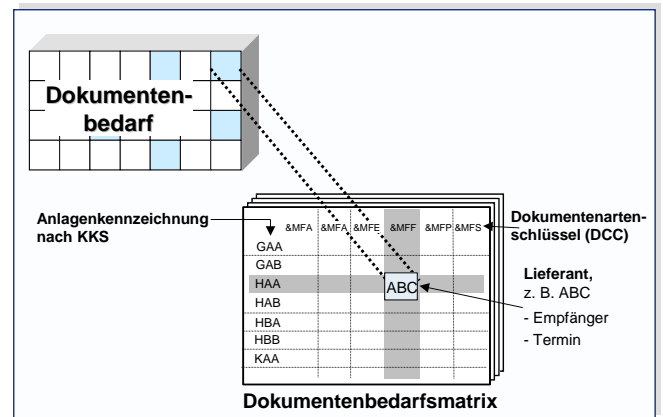 Dokumenten-
bedarf
Anlagenkennzeichnung
nach KKS
&MFA &MFA &MFE &MFF &MFP &MFS
Dokumentenarten-
schlüssel (DCC)
GAA
GAB
HAA
HAB
HBA
HBB
KAA
ABC
Lieferant,
z. B. ABC
- Empfänger
- Termin
Dokumentenbedarfsmatrix